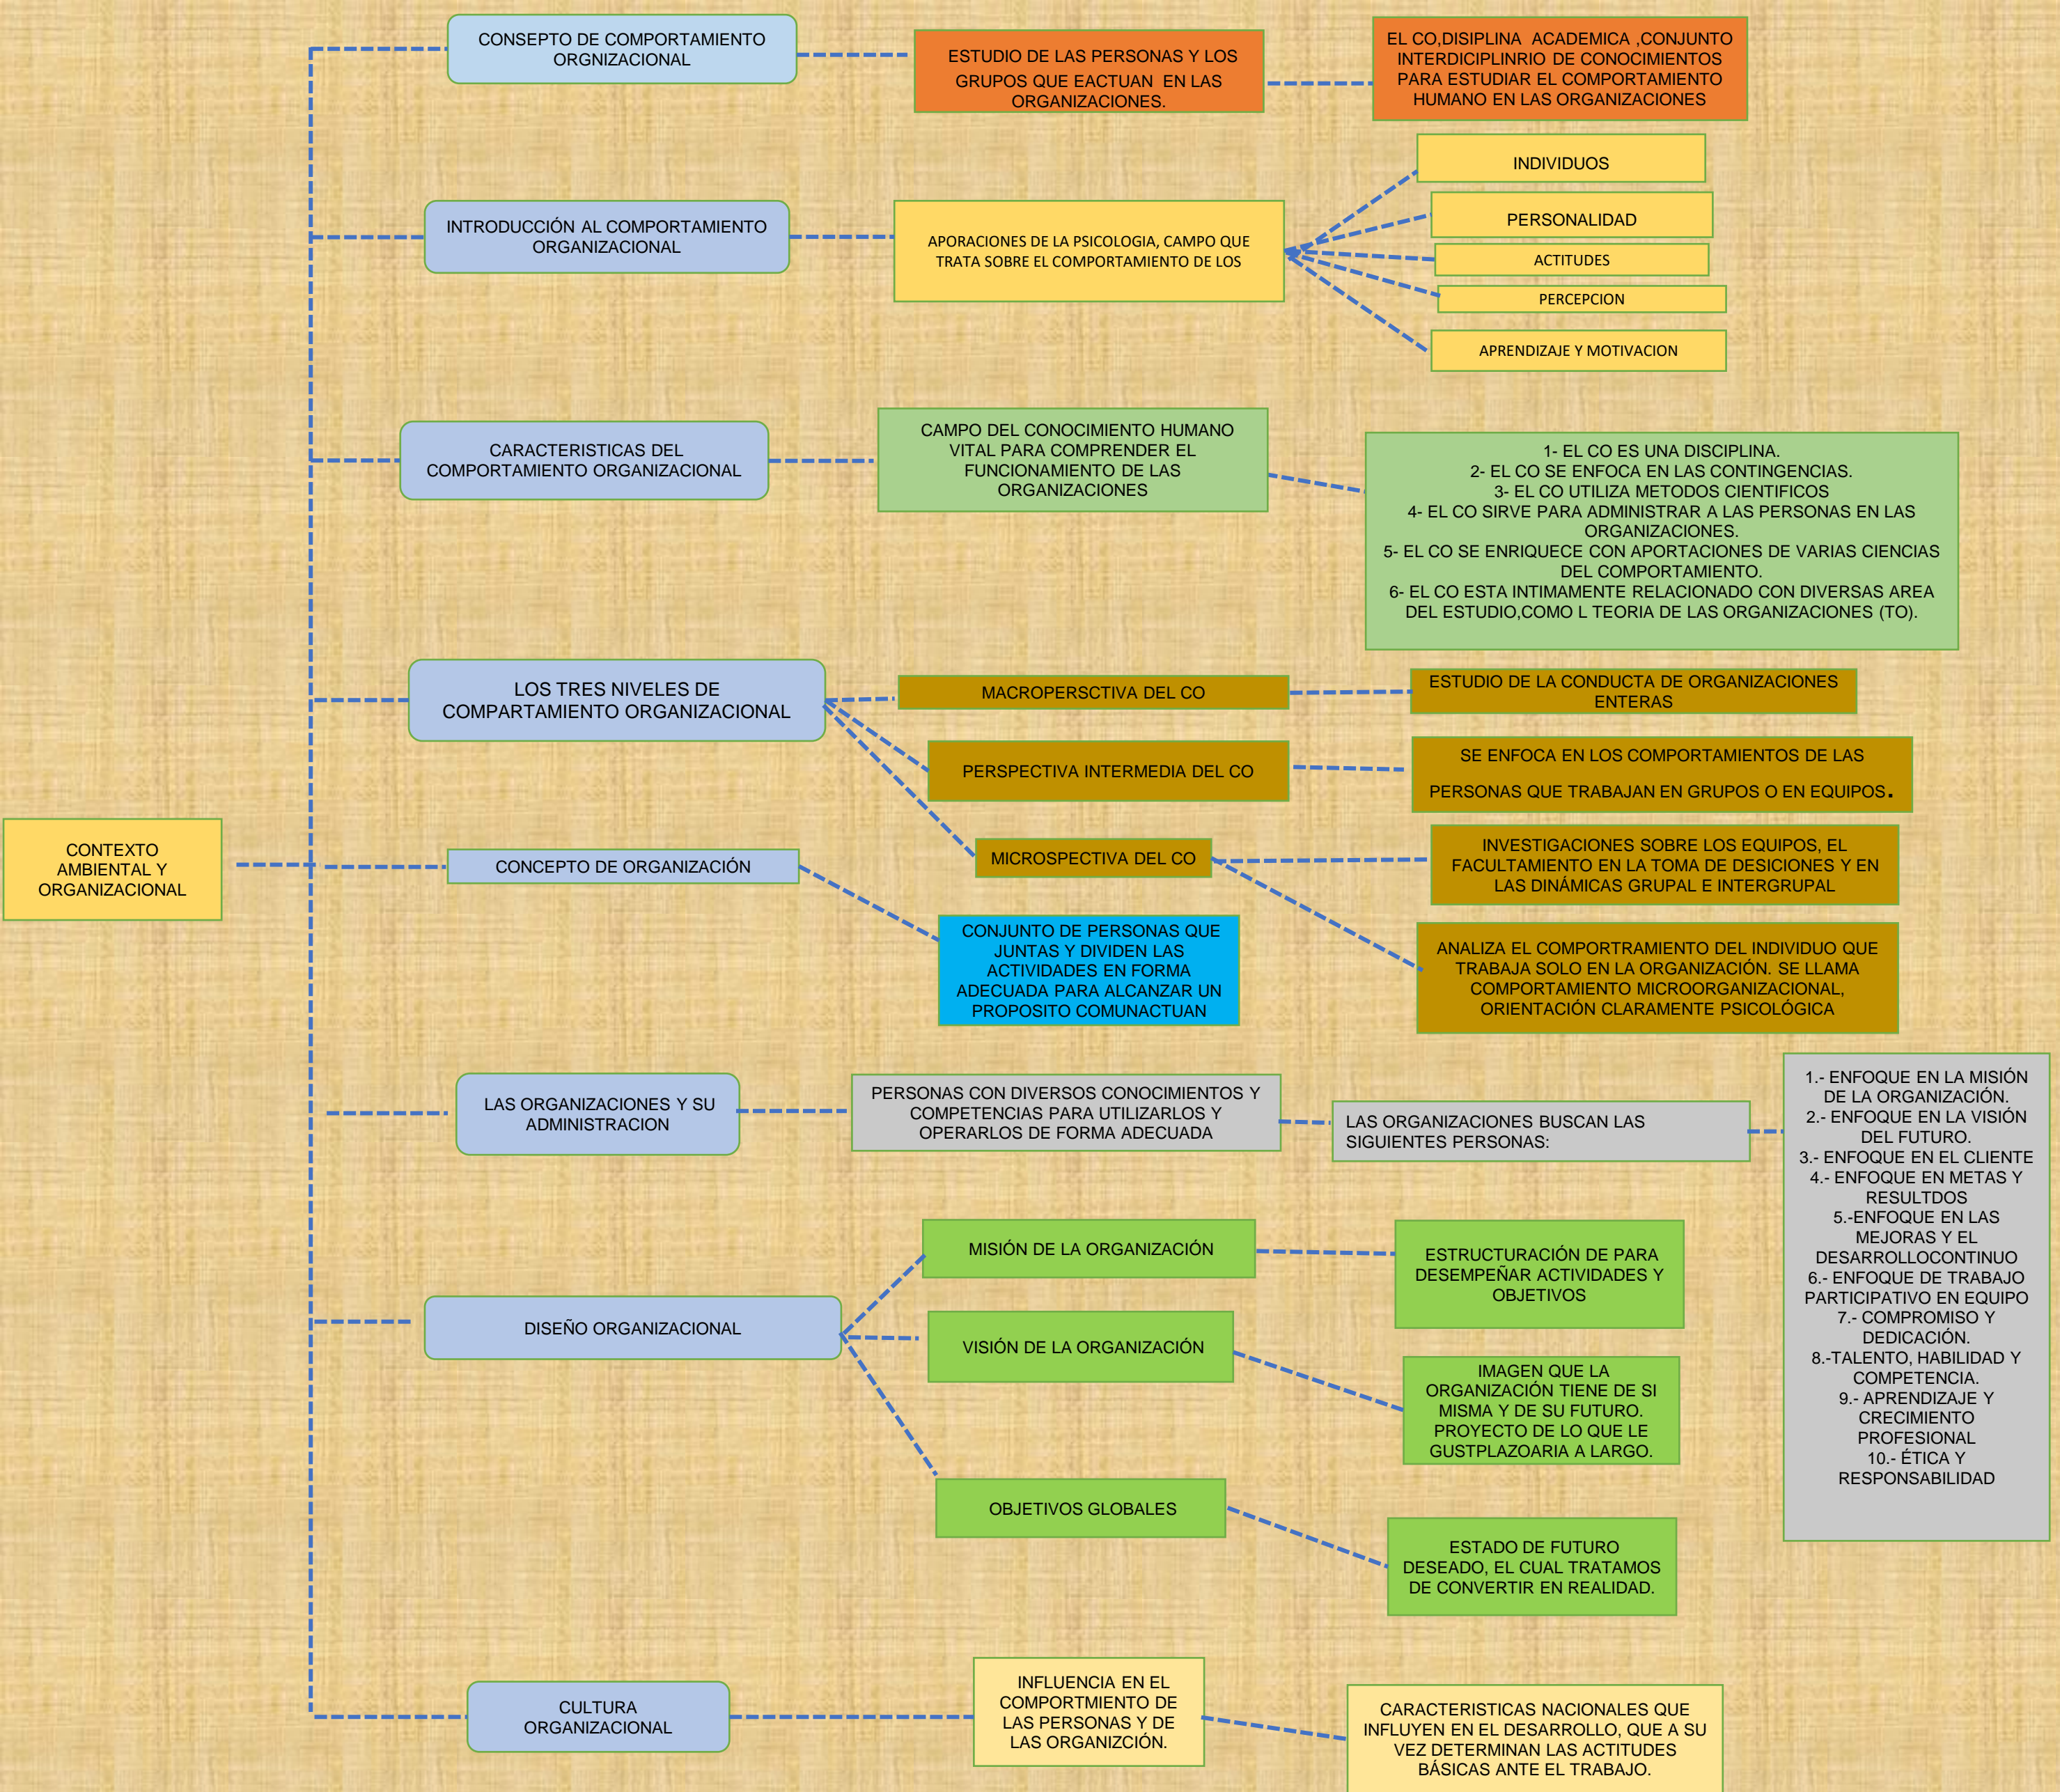 CONTEXTO
AMBIENTAL Y
ORGANIZACIONAL
CONSEPTO DE COMPORTAMIENTO
ORGNIZACIONAL
ESTUDIO DE LAS PERSONAS Y LOS
GRUPOS QUE EACTUAN EN LAS
ORGANIZACIONES.
EL CO,DISIPLINA ACADEMICA ,CONJUNTO
INTERDICIPLINRIO DE CONOCIMIENTOS
PARA ESTUDIAR EL COMPORTAMIENTO
HUMANO EN LAS ORGANIZACIONES
INTRODUCCIÓN AL COMPORTAMIENTO
ORGANIZACIONAL
APORACIONES DE LA PSICOLOGIA, CAMPO QUE
TRATA SOBRE EL COMPORTAMIENTO DE LOS
INDIVIDUOS
PERSONALIDAD
ACTITUDES
PERCEPCION
APRENDIZAJE Y MOTIVACION
CARACTERISTICAS DEL
COMPORTAMIENTO ORGANIZACIONAL
CAMPO DEL CONOCIMIENTO HUMANO
VITAL PARA COMPRENDER EL
FUNCIONAMIENTO DE LAS
ORGANIZACIONES
1- EL CO ES UNA DISCIPLINA.
2- EL CO SE ENFOCA EN LAS CONTINGENCIAS.
3- EL CO UTILIZA METODOS CIENTIFICOS
4- EL CO SIRVE PARA ADMINISTRAR A LAS PERSONAS EN LAS
ORGANIZACIONES.
5- EL CO SE ENRIQUECE CON APORTACIONES DE VARIAS CIENCIAS
DEL COMPORTAMIENTO.
6- EL CO ESTA INTIMAMENTE RELACIONADO CON DIVERSAS AREA
DEL ESTUDIO,COMO L TEORIA DE LAS ORGANIZACIONES (TO).
LOS TRES NIVELES DE
COMPARTAMIENTO ORGANIZACIONAL
MACROPERSCTIVA DEL CO
ESTUDIO DE LA CONDUCTA DE ORGANIZACIONES
ENTERAS
PERSPECTIVA INTERMEDIA DEL CO
SE ENFOCA EN LOS COMPORTAMIENTOS DE LAS
PERSONAS QUE TRABAJAN EN GRUPOS O EN EQUIPOS.
MICROSPECTIVA DEL CO
INVESTIGACIONES SOBRE LOS EQUIPOS, EL
FACULTAMIENTO EN LA TOMA DE DESICIONES Y EN
LAS DINÁMICAS GRUPAL E INTERGRUPAL
ANALIZA EL COMPORTRAMIENTO DEL INDIVIDUO QUE
TRABAJA SOLO EN LA ORGANIZACIÓN. SE LLAMA
COMPORTAMIENTO MICROORGANIZACIONAL,
ORIENTACIÓN CLARAMENTE PSICOLÓGICA
CONCEPTO DE ORGANIZACIÓN
CONJUNTO DE PERSONAS QUE
JUNTAS Y DIVIDEN LAS
ACTIVIDADES EN FORMA
ADECUADA PARA ALCANZAR UN
PROPOSITO COMUNACTUAN
LAS ORGANIZACIONES Y SU
ADMINISTRACION
PERSONAS CON DIVERSOS CONOCIMIENTOS Y
COMPETENCIAS PARA UTILIZARLOS Y
OPERARLOS DE FORMA ADECUADA
LAS ORGANIZACIONES BUSCAN LAS
SIGUIENTES PERSONAS:
1.- ENFOQUE EN LA MISIÓN
DE LA ORGANIZACIÓN.
2.- ENFOQUE EN LA VISIÓN
DEL FUTURO.
3.- ENFOQUE EN EL CLIENTE
4.- ENFOQUE EN METAS Y
RESULTDOS
5.-ENFOQUE EN LAS
MEJORAS Y EL
DESARROLLOCONTINUO
6.- ENFOQUE DE TRABAJO
PARTICIPATIVO EN EQUIPO
7.- COMPROMISO Y
DEDICACIÓN.
8.-TALENTO, HABILIDAD Y
COMPETENCIA.
9.- APRENDIZAJE Y
CRECIMIENTO
PROFESIONAL
10.- ÉTICA Y
RESPONSABILIDAD
DISEÑO ORGANIZACIONAL
MISIÓN DE LA ORGANIZACIÓN
ESTRUCTURACIÓN DE PARA
DESEMPEÑAR ACTIVIDADES Y
OBJETIVOS
VISIÓN DE LA ORGANIZACIÓN
IMAGEN QUE LA
ORGANIZACIÓN TIENE DE SI
MISMA Y DE SU FUTURO.
PROYECTO DE LO QUE LE
GUSTPLAZOARIA A LARGO.
OBJETIVOS GLOBALES
ESTADO DE FUTURO
DESEADO, EL CUAL TRATAMOS
DE CONVERTIR EN REALIDAD.
CULTURA
ORGANIZACIONAL
INFLUENCIA EN EL
COMPORTMIENTO DE
LAS PERSONAS Y DE
LAS ORGANIZCIÓN.
CARACTERISTICAS NACIONALES QUE
INFLUYEN EN EL DESARROLLO, QUE A SU
VEZ DETERMINAN LAS ACTITUDES
BÁSICAS ANTE EL TRABAJO.